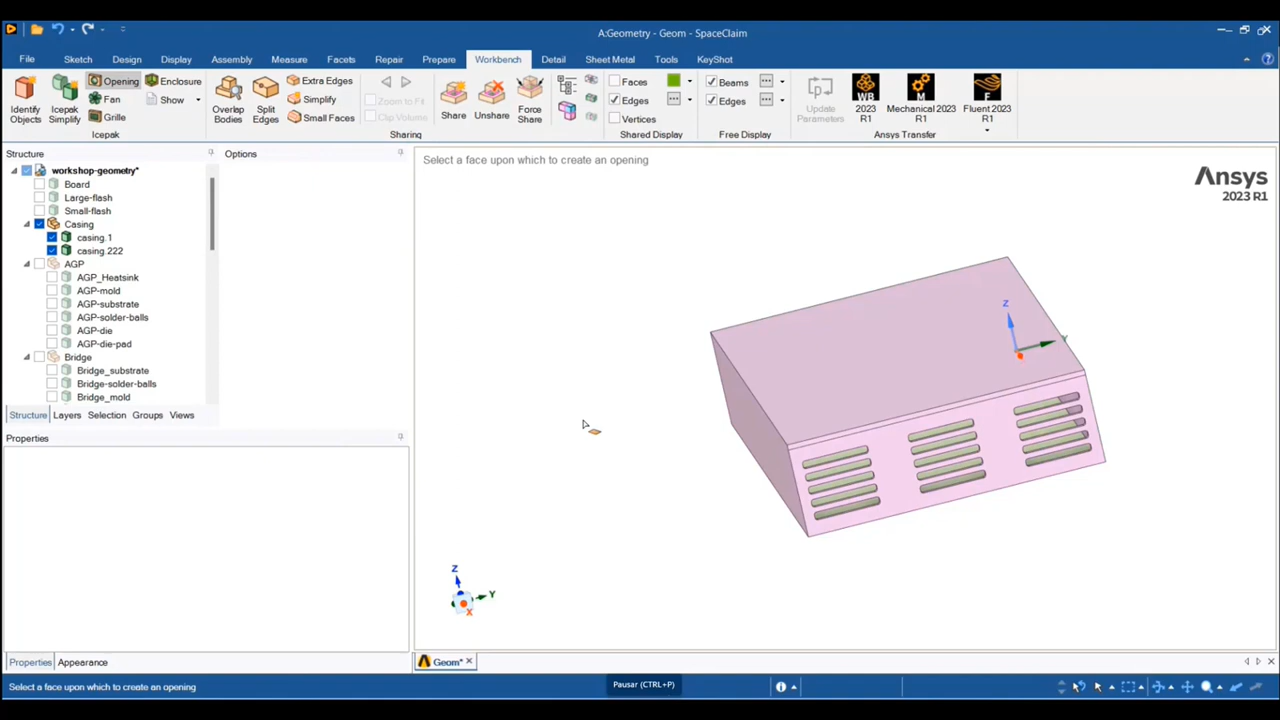 A:Geometry - Geom - SpaceClaim
File Sketch Design Display Assembly Measure Facets Repair Prepare Workbench Detail Sheet Metal Tools KeyShot
Identify Objects
Icepak Simplify
Opening
Fan
Grille
Enclosure
Show
Icepak
Overlap Bodies
Split Edges
Extra Edges
Simplify
Small Faces
Zoom to Fit
Clip Volume
Share
Unshare
Force Share
Sharing
Faces
Edges
Vertices
Shared Display
Beams
Edges
Free Display
Update Parameters
WB
2023 R1
M
Mechanical 2023 R1
Fluent 2023 R1
Ansys Transfer
Structure
Options
workshop-geometry*
Board
Large-flash
Small-flash
Casing
casing.1
casing.222
AGP
AGP_Heatsink
AGP-mold
AGP-substrate
AGP-solder-balls
AGP-die
AGP-die-pad
Bridge
Bridge_substrate
Bridge-solder-balls
Bridge_mold
Structure Layers Selection Groups Views
Properties
Properties Appearance
Select a face upon which to create an opening
Ansys
2023 R1
Z
Y
Z
Y
X
Geom*
Select a face upon which to create an opening
Pausar (CTRL+P)